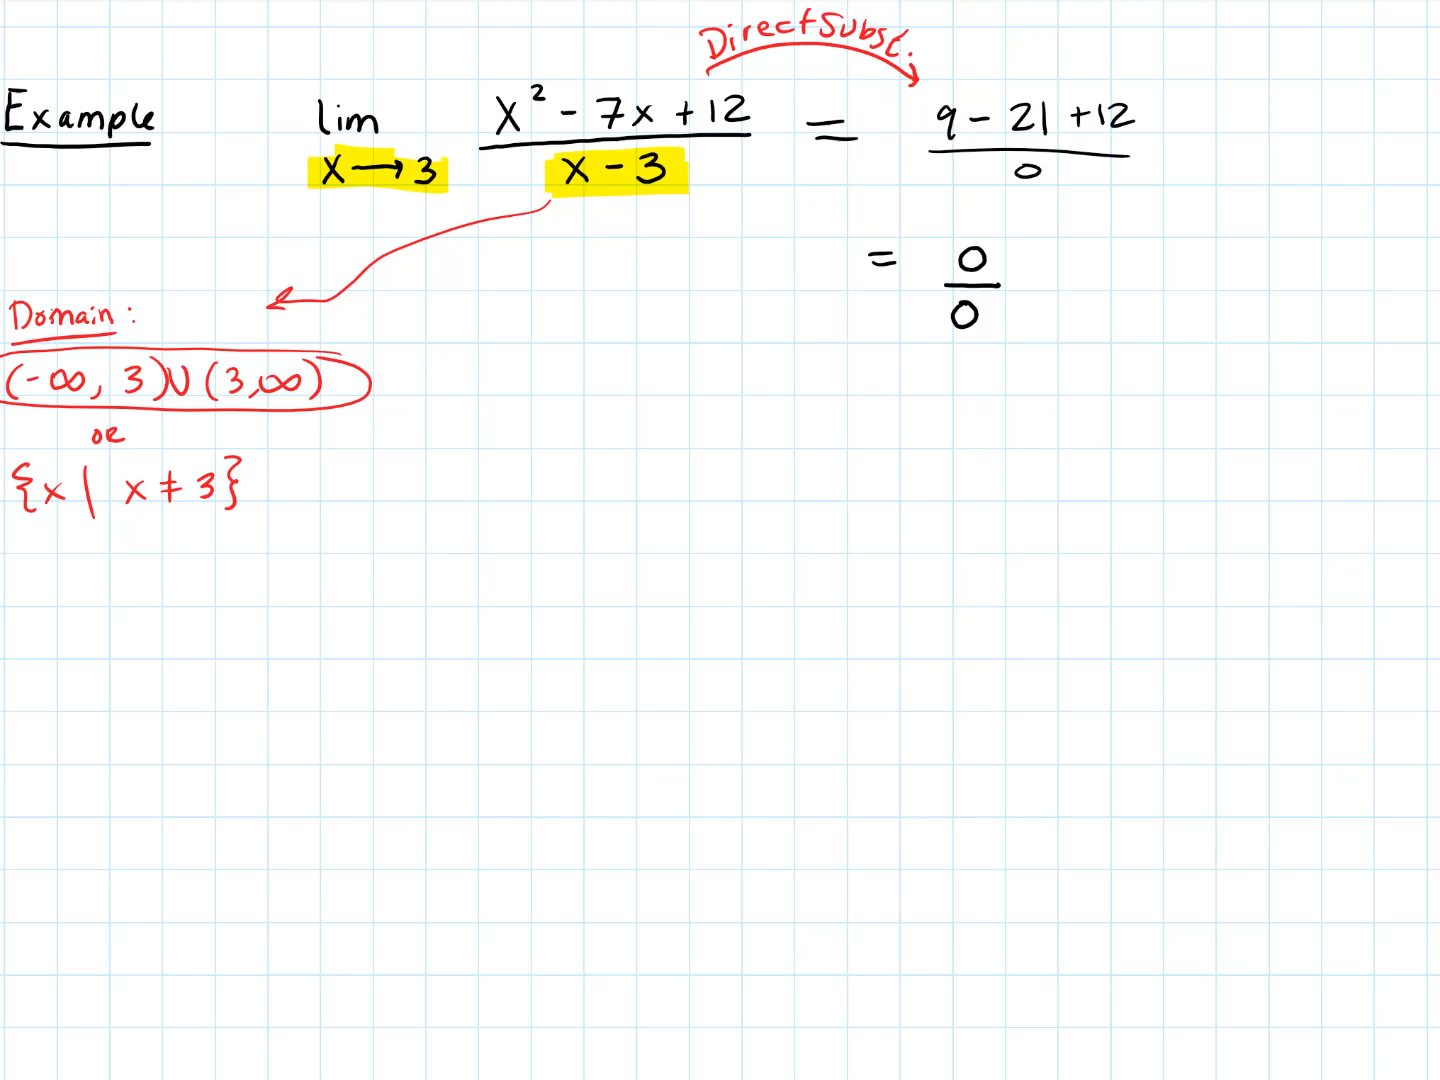 Direct Subst.
Example lim x→3 (x² - 7x + 12)/(x - 3) = (9 - 21 + 12)/0
= 0/0
Domain:
(-∞, 3)∪(3,∞)
or
{x | x ≠ 3}